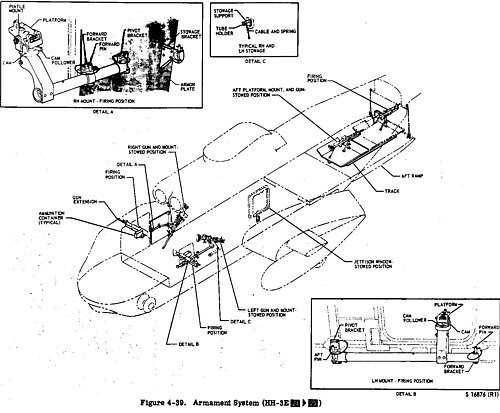 PINTLE
MOUNT
PLATFORM
FORWARD
BRACKET
FORWARD
PIN
PIVOT
BRACKET
STOWAGE
BRACKET
CAM
CAM
FOLLOWER
ARMOR
PLATE
RH MOUNT - FIRING POSITION
DETAIL A
STOWAGE
SUPPORT
TUBE
HOLDER
CABLE AND SPRING
TYPICAL RH AND
LH STOWAGE
DETAIL C
FIRING
POSITION
AFT PLATFORM, MOUNT, AND GUN-
STOWED POSITION
RIGHT GUN AND MOUNT-
STOWED POSITION
DETAIL A
FIRING
POSITION
GUN
EXTENSION
AMMUNITION
CONTAINER
(TYPICAL)
AFT RAMP
TRACK
JETTISON WINDOW-
STOWED POSITION
LEFT GUN AND MOUNT-
STOWED POSITION
DETAIL C
FIRING
POSITION
DETAIL B
PLATFORM
CAM
FOLLOWER
CAM
PIVOT
BRACKET
FORWARD
PIN
AFT
PIN
FORWARD
BRACKET
LH MOUNT - FIRING POSITION
DETAIL B
S 16876 (R1)
Figure 4-39. Armament System (HH-3E